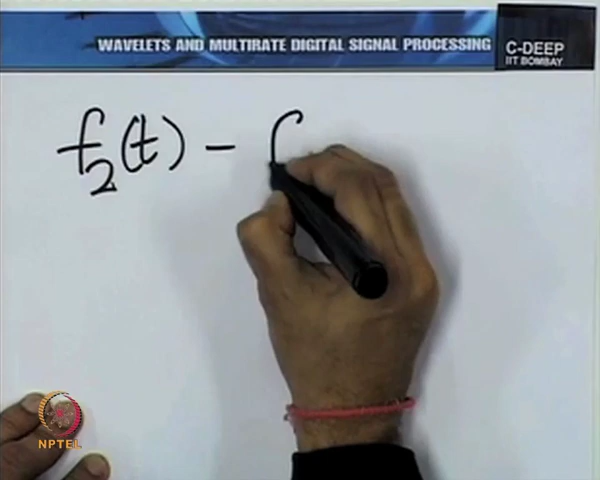 WAVELETS AND MULTIRATE DIGITAL SIGNAL PROCESSING
C-DEEP
IIT BOMBAY
f₂(t) - f
NPTEL